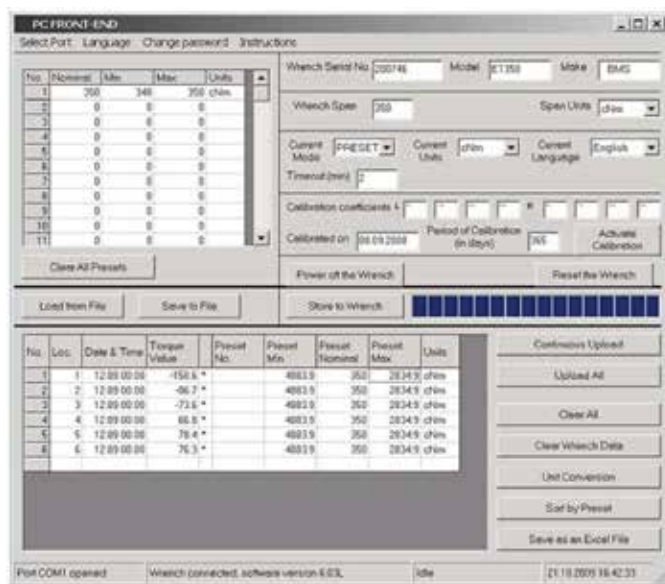 PC FRONT-END
Select Port Language Change password Instructions
No. Nominal Min Max Units
1 350 340 350 cNm
2 0 0 0
3 0 0 0
4 0 0 0
5 0 0 0
6 0 0 0
7 0 0 0
8 0 0 0
9 0 0 0
10 0 0 0
11 0 0 0
Clear All Presets
Wrench Serial No. 200746 Model ET350 Make BMS
Wrench Span 350 Span Units cNm
Current Mode PRESET Current Units cNm Current Language English
Timeout (min) 2
Calibration coefficients L R
Calibrated on 08.09.2008 Period of Calibration (in days) 365 Activate Calibration
Power off the Wrench Reset the Wrench
Load from File Save to File Store to Wrench
No. Loc. Date & Time Torque Value Preset No. Preset Min Preset Nominal Preset Max Units
1 1 12.09 00:00 -150.6 * 4883.9 350 2834.9 cNm
2 2 12.09 00:00 -86.7 * 4883.9 350 2834.9 cNm
3 3 12.09 00:00 -73.6 * 4883.9 350 2834.9 cNm
4 4 12.09 00:00 66.8 * 4883.9 350 2834.9 cNm
5 5 12.09 00:00 78.4 * 4883.9 350 2834.9 cNm
6 6 12.09 00:00 76.3 * 4883.9 350 2834.9 cNm
Continuous Upload
Upload All
Clear All
Clear Wrench Data
Unit Conversion
Sort by Preset
Save as an Excel File
Port COM1 opened Wrench connected, software version 6.03L Idle 21.10.2009 16:42:33